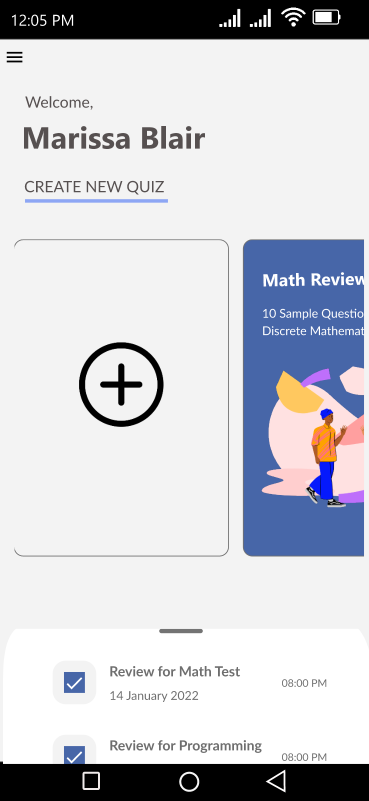 12:05 PM
Welcome,
Marissa Blair
CREATE NEW QUIZ
Math Review
10 Sample Questio
Discrete Mathemat
Review for Math Test
14 January 2022
08:00 PM
Review for Programming
08:00 PM